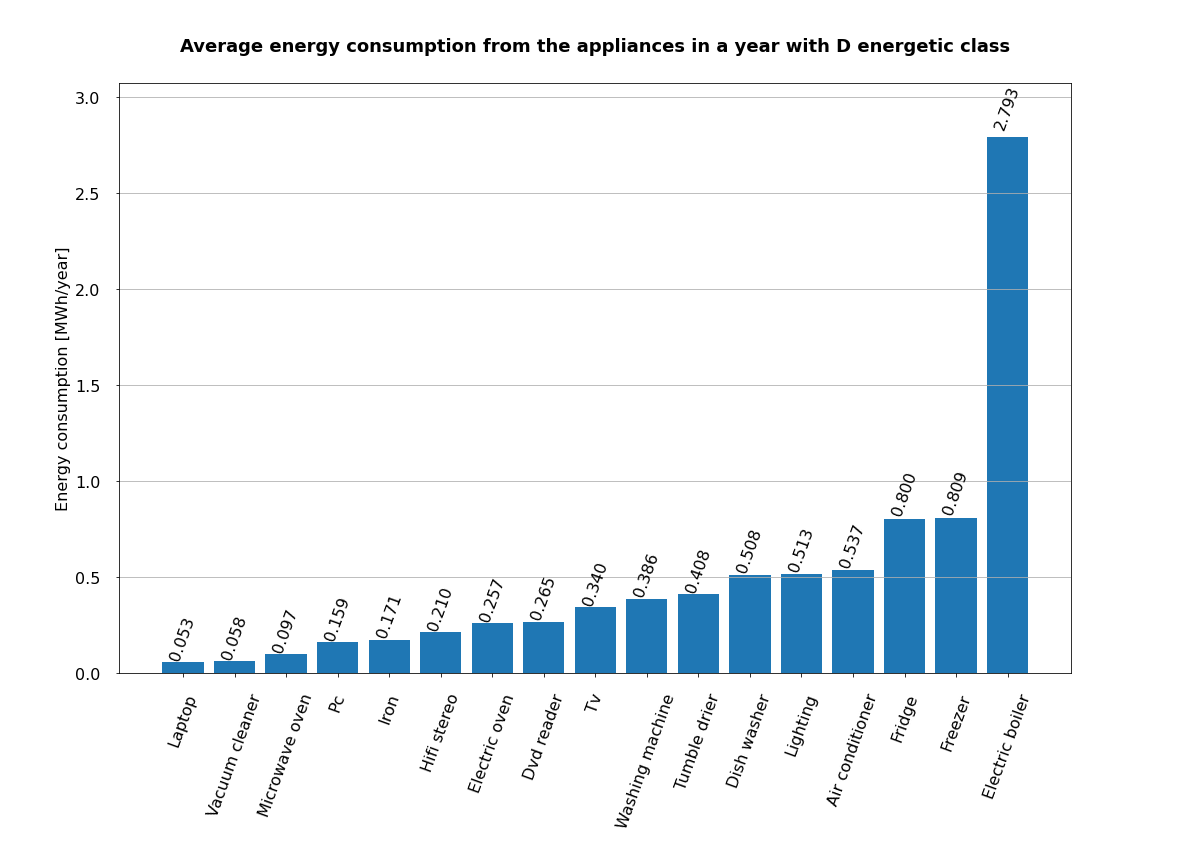 Average energy consumption from the appliances in a year with D energetic class
Energy consumption [MWh/year]
3.0
2.5
2.0
1.5
1.0
0.5
0.0
0.053
0.058
0.097
0.159
0.171
0.210
0.257
0.265
0.340
0.386
0.408
0.508
0.513
0.537
0.800
0.809
2.793
Laptop
Vacuum cleaner
Microwave oven
Pc
Iron
Hifi stereo
Electric oven
Dvd reader
Tv
Washing machine
Tumble drier
Dish washer
Lighting
Air conditioner
Fridge
Freezer
Electric boiler